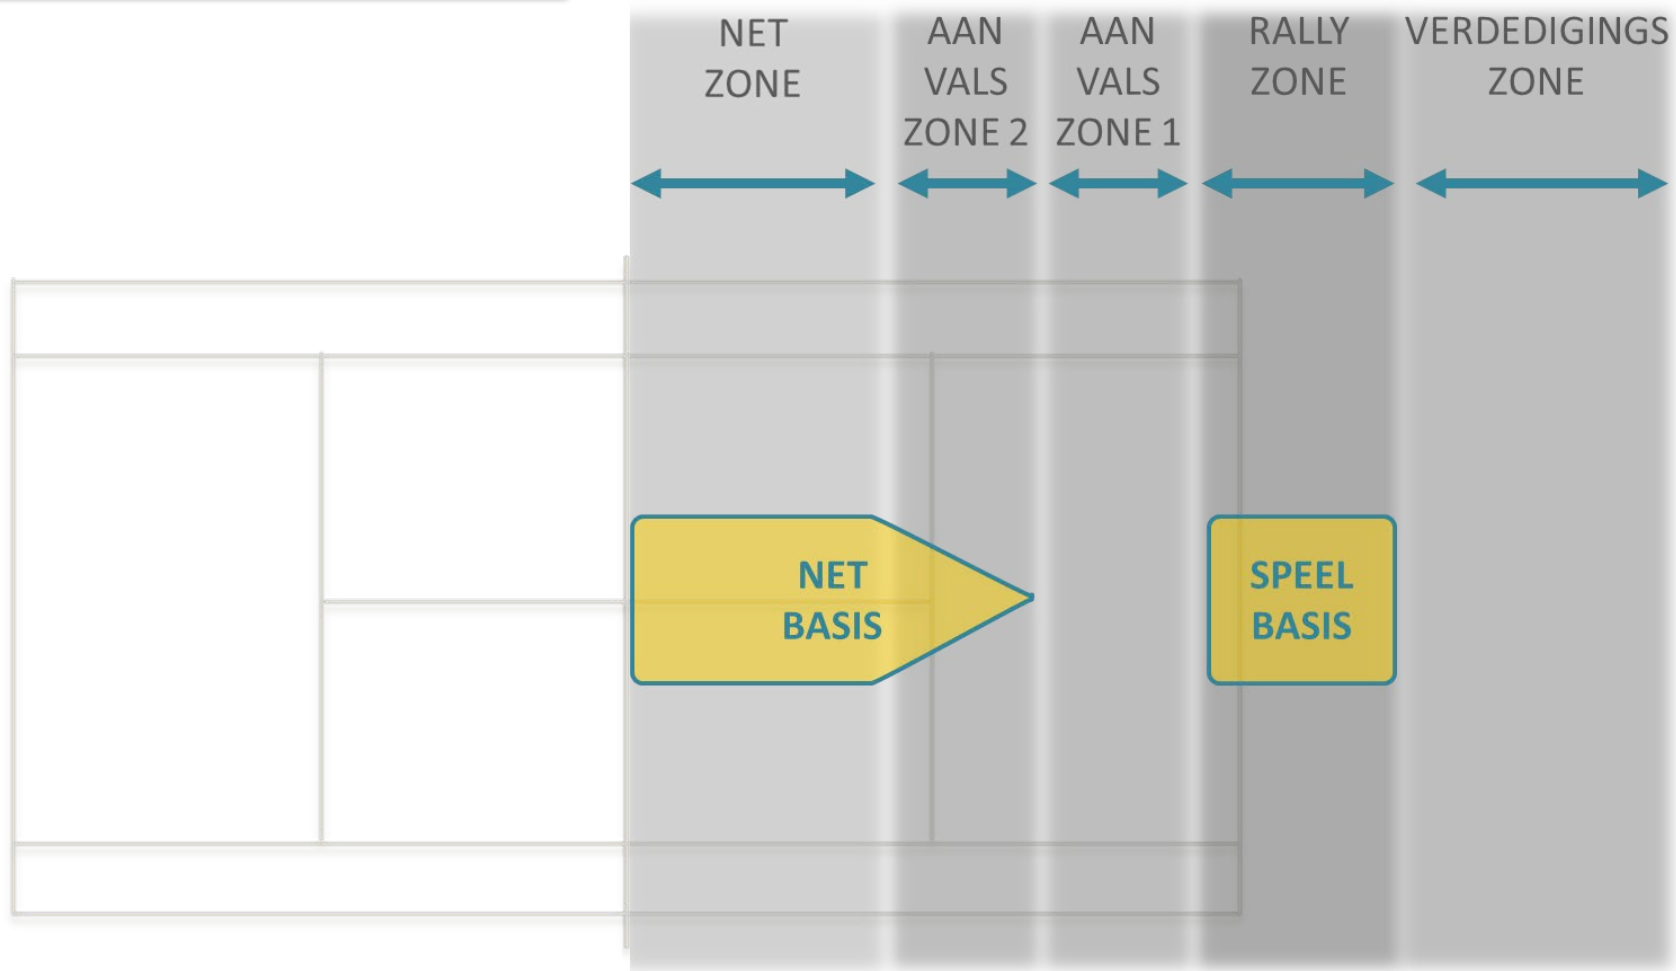 NET
ZONE
AAN
VALS
ZONE 2
AAN
VALS
ZONE 1
RALLY
ZONE
VERDEDIGINGS
ZONE
NET
BASIS
SPEEL
BASIS